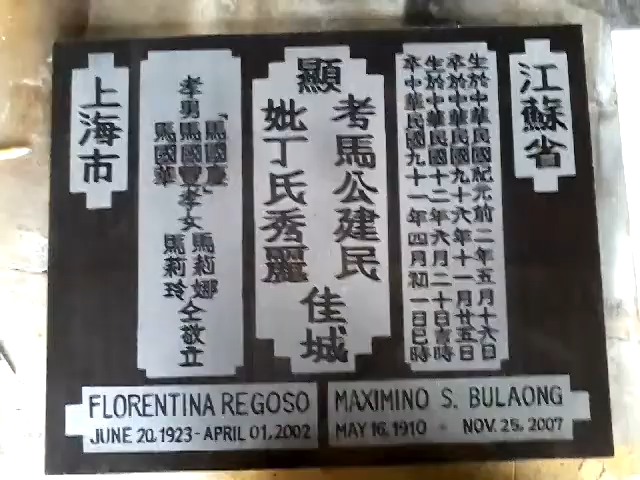 江蘇省
生於中華民國紀元前二年五月十六日
卒於中華民國九十六年十一月廿五日
生於中華民國十二年六月二十日吉時
卒中華民國九十一年四月初一日巳時
顯
考馬公建民
妣丁氏秀麗
佳城
孝男
馬國慶
馬國豐
馬國華
孝女
馬莉娜
馬莉玲
仝敬立
上海市
FLORENTINA REGOSO
JUNE 20, 1923 - APRIL 01, 2002
MAXIMINO S. BULAONG
MAY 16, 1910 - NOV. 25, 2007